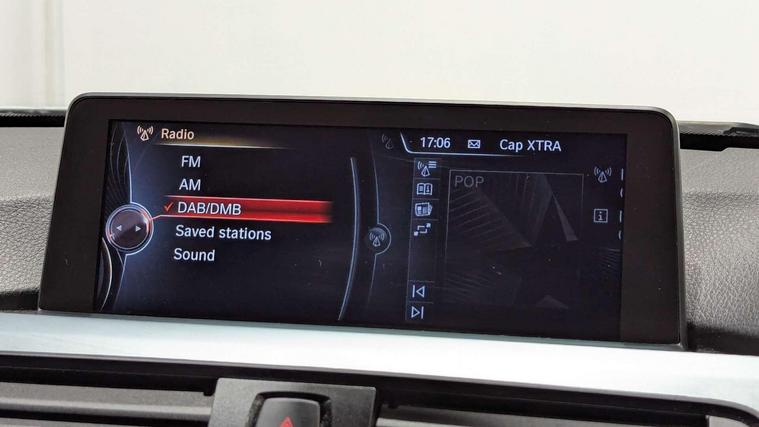 Radio
17:06 Cap XTRA
FM
AM
DAB/DMB
Saved stations
Sound
POP